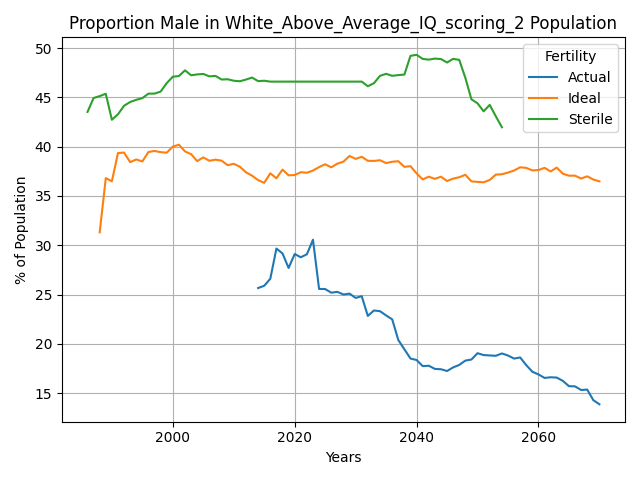 Proportion Male in White_Above_Average_IQ_scoring_2 Population
Fertility
Actual
Ideal
Sterile
% of Population
50
45
40
35
30
25
20
15
2000
2020
2040
2060
Years